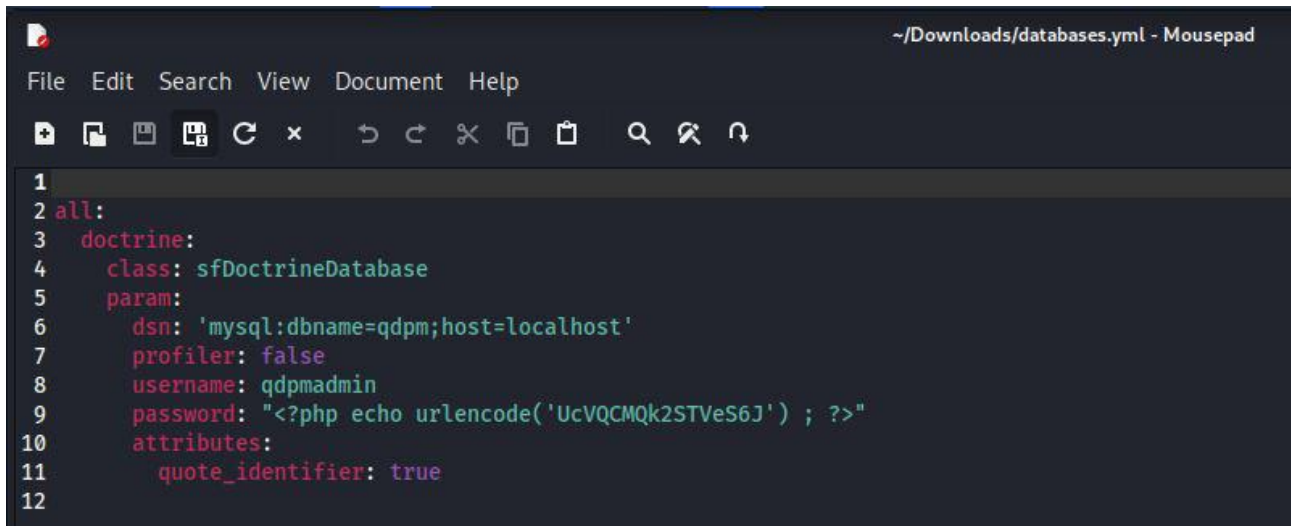 ~/Downloads/databases.yml - Mousepad
File Edit Search View Document Help
1
2 all:
3   doctrine:
4     class: sfDoctrineDatabase
5     param:
6       dsn: 'mysql:dbname=qdpm;host=localhost'
7       profiler: false
8       username: qdpmadmin
9       password: "<?php echo urlencode('UcVQCMQk2STVeS6J') ; ?>"
10       attributes:
11         quote_identifier: true
12